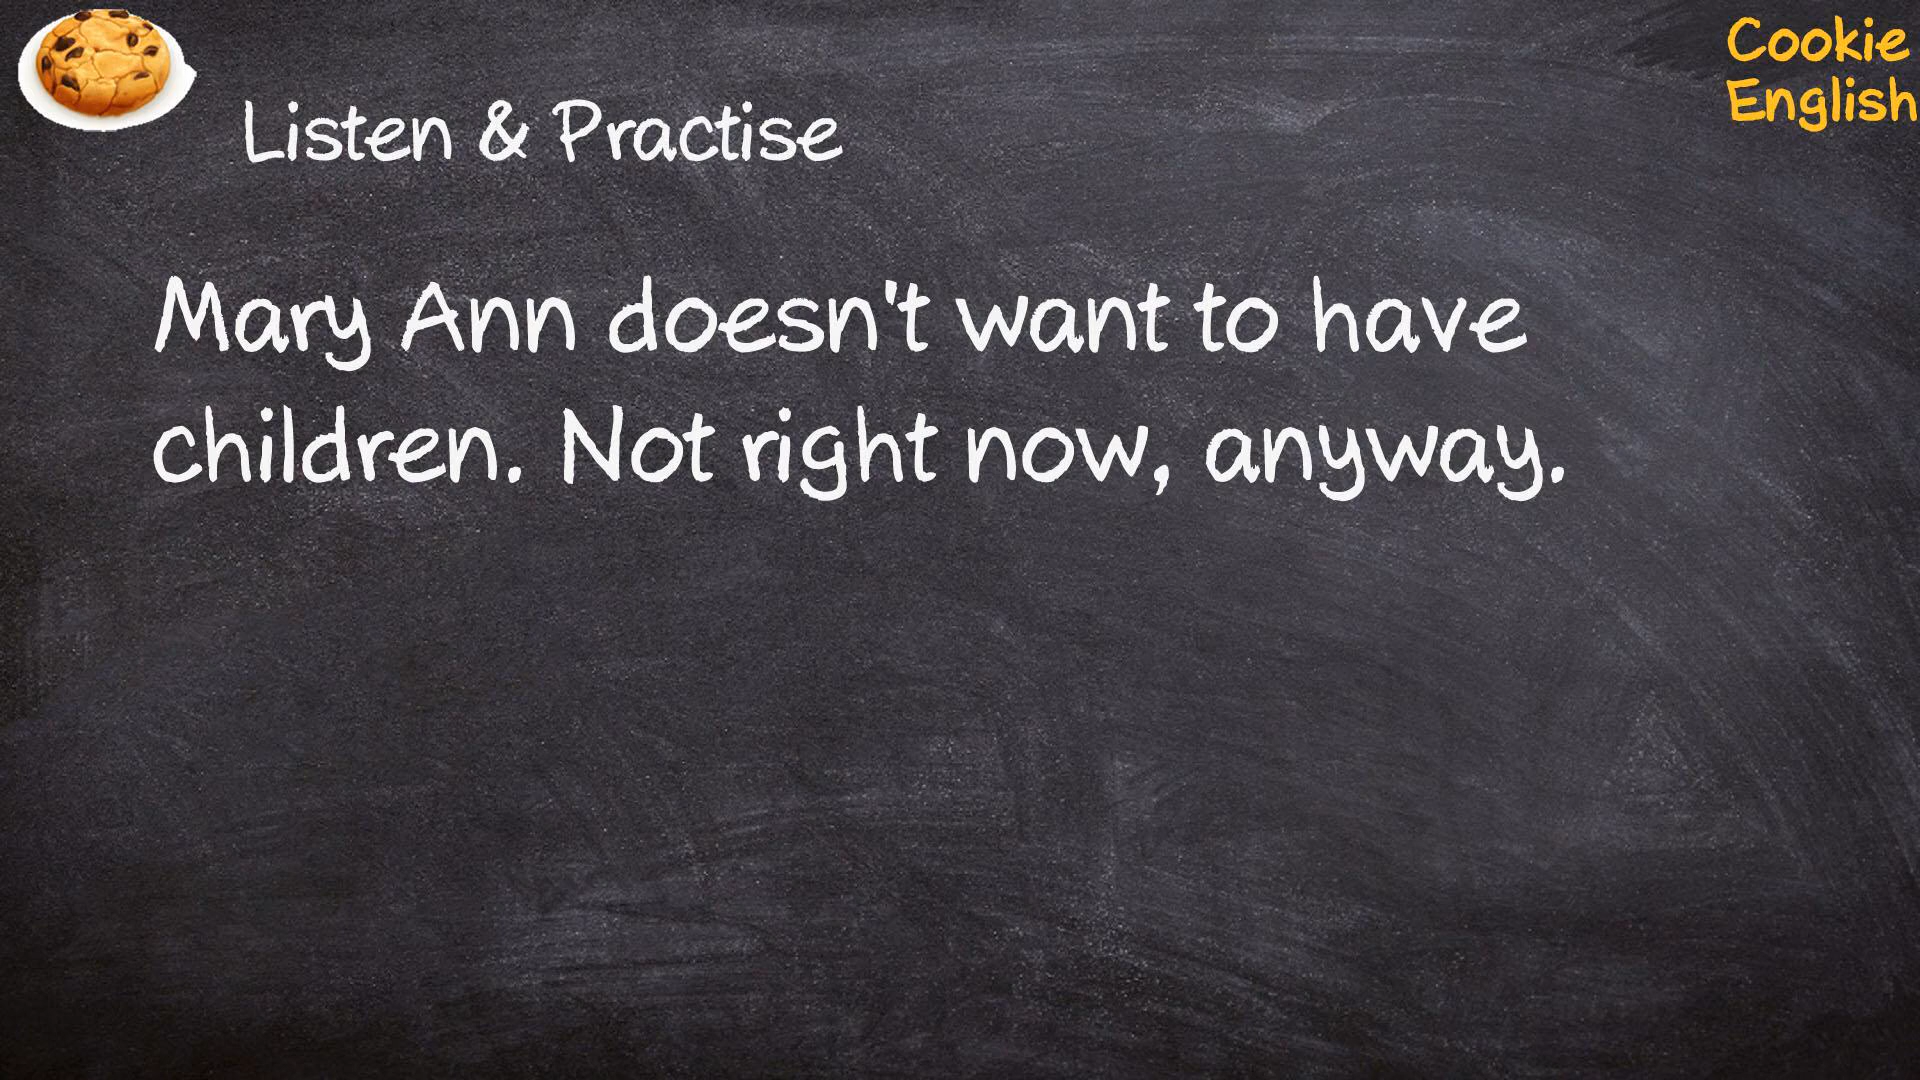 Cookie
English
Listen & Practise
Mary Ann doesn't want to have
children. Not right now, anyway.